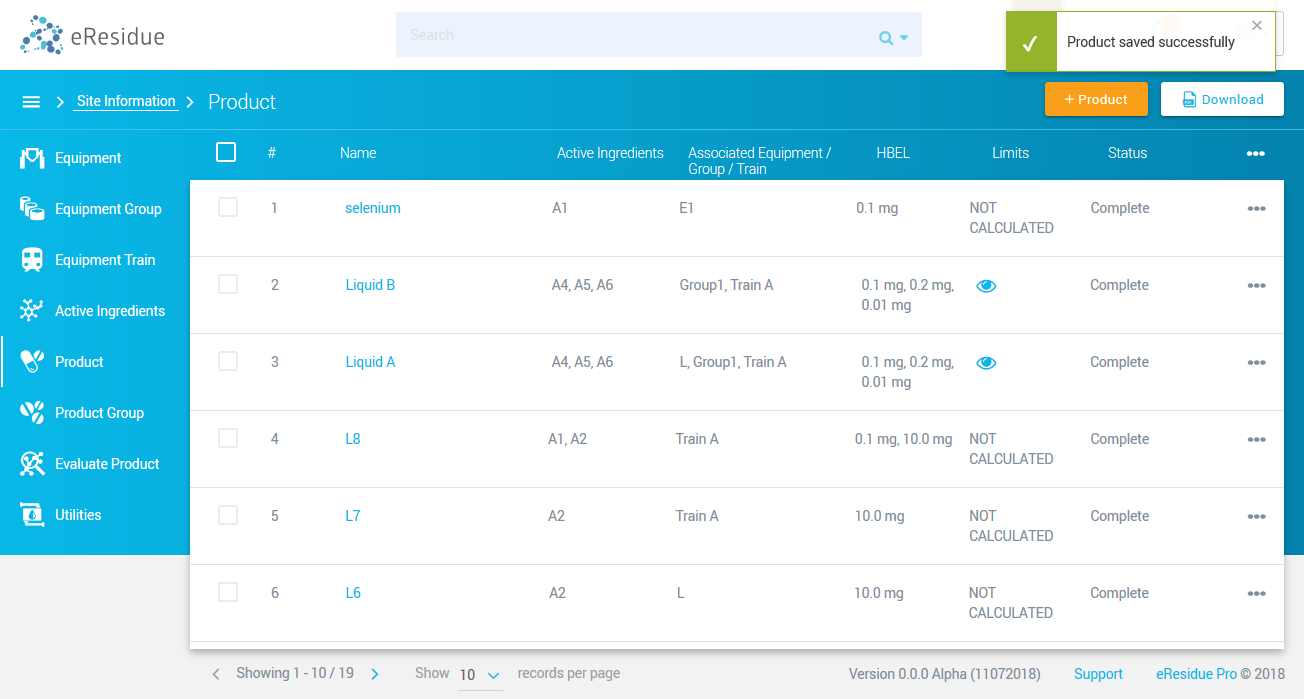 eResidue
Search
Product saved successfully
Site Information
Product
+ Product
Download
Equipment
Equipment Group
Equipment Train
Active Ingredients
Product
Product Group
Evaluate Product
Utilities
# Name Active Ingredients Associated Equipment / HBEL Limits Status
Group / Train
1 selenium A1 E1 0.1 mg NOT Complete
CALCULATED
2 Liquid B A4, A5, A6 Group1, Train A 0.1 mg, 0.2 mg, Complete
0.01 mg
3 Liquid A A4, A5, A6 L, Group1, Train A 0.1 mg, 0.2 mg, Complete
0.01 mg
4 L8 A1, A2 Train A 0.1 mg, 10.0 mg NOT Complete
CALCULATED
5 L7 A2 Train A 10.0 mg NOT Complete
CALCULATED
6 L6 A2 L 10.0 mg NOT Complete
CALCULATED
Showing 1 - 10 / 19 Show 10 records per page Version 0.0.0 Alpha (11072018) Support eResidue Pro © 2018